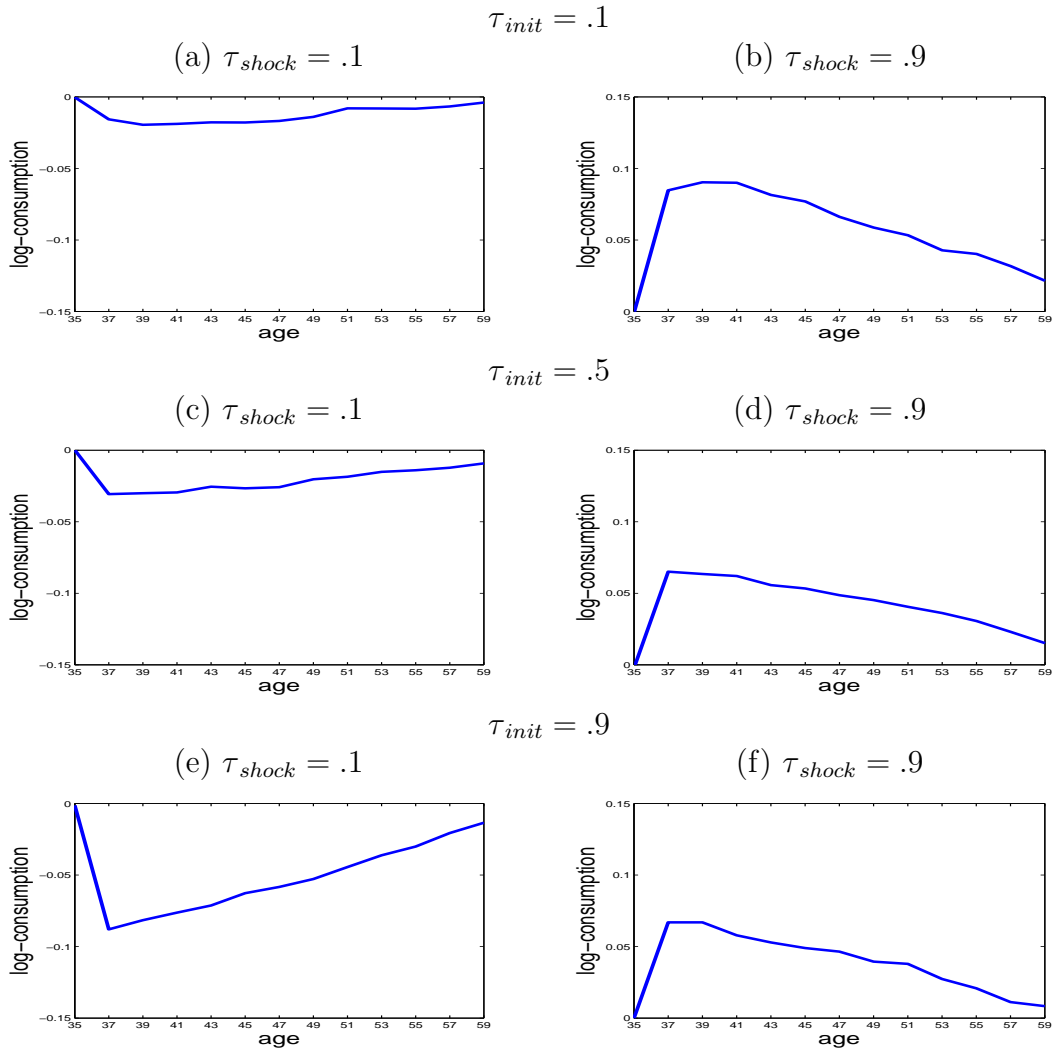 τ_init = .1
(a) τ_shock = .1
(b) τ_shock = .9
0
−0.05
−0.1
−0.15
log−consumption
35 37 39 41 43 45 47 49 51 53 55 57 59
age
0.15
0.1
0.05
0
log−consumption
35 37 39 41 43 45 47 49 51 53 55 57 59
age
τ_init = .5
(c) τ_shock = .1
(d) τ_shock = .9
0
−0.05
−0.1
−0.15
log−consumption
35 37 39 41 43 45 47 49 51 53 55 57 59
age
0.15
0.1
0.05
0
log−consumption
35 37 39 41 43 45 47 49 51 53 55 57 59
age
τ_init = .9
(e) τ_shock = .1
(f) τ_shock = .9
0
−0.05
−0.1
−0.15
log−consumption
35 37 39 41 43 45 47 49 51 53 55 57 59
age
0.15
0.1
0.05
0
log−consumption
35 37 39 41 43 45 47 49 51 53 55 57 59
age